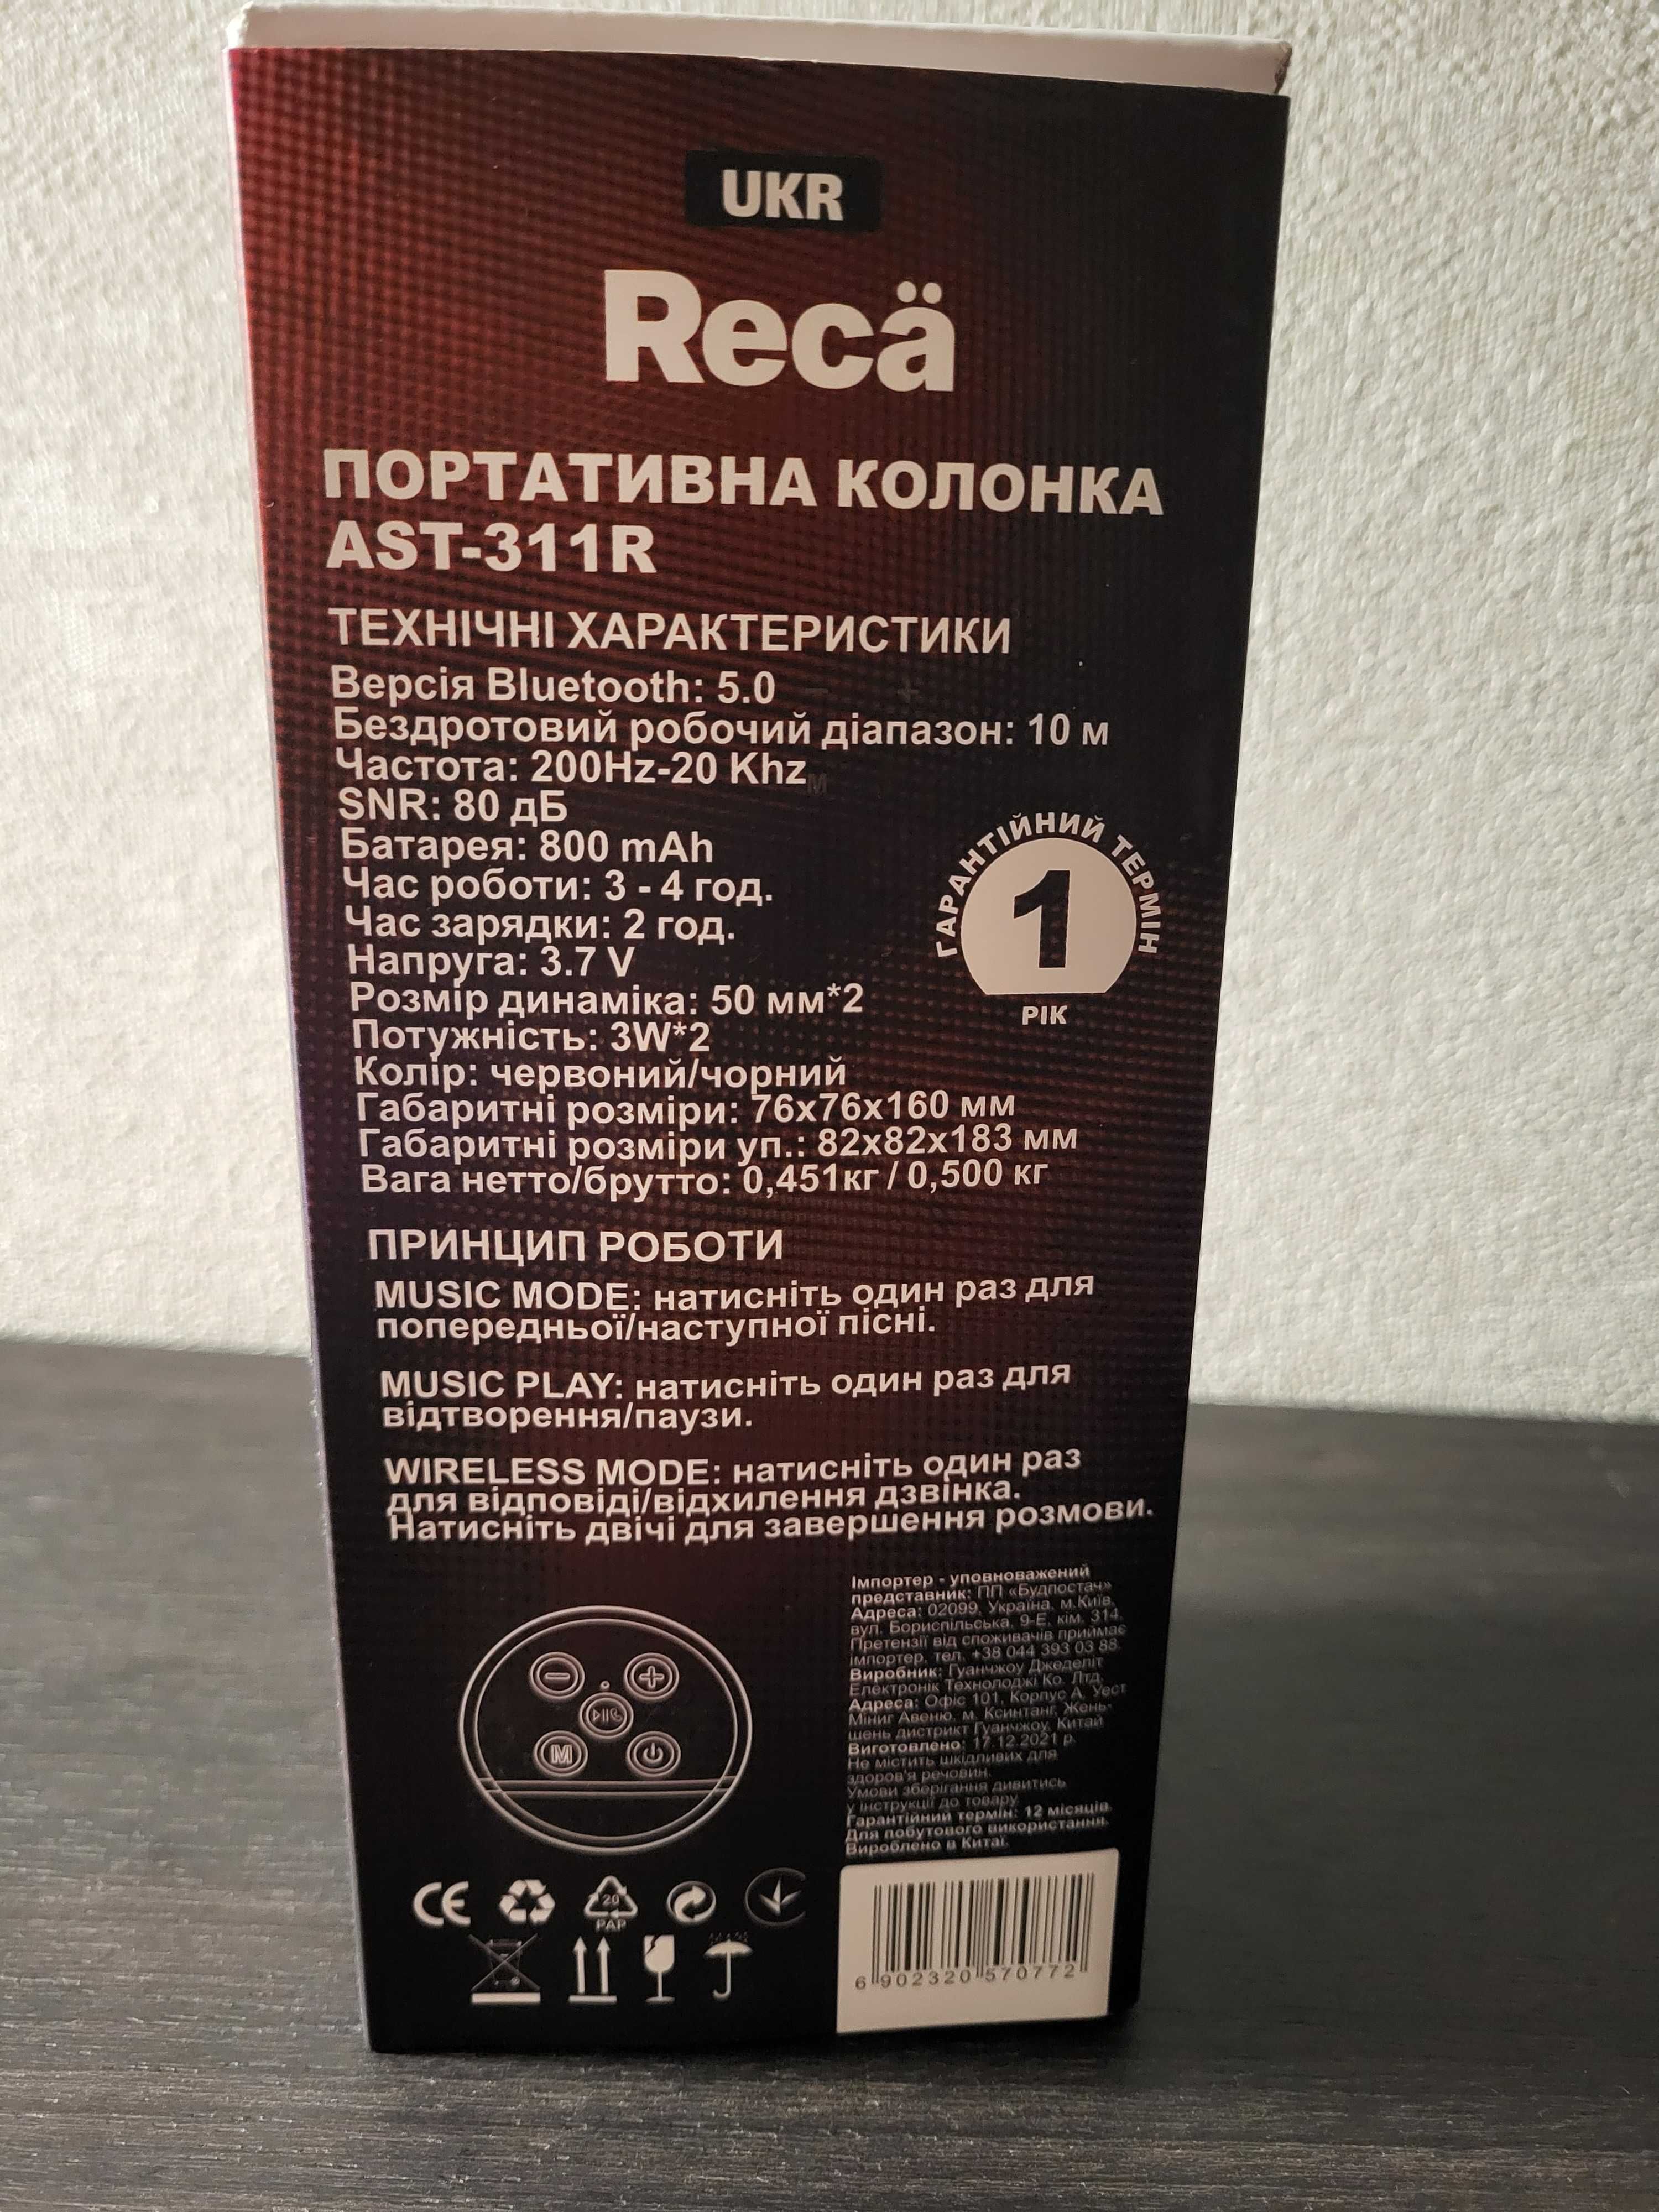 UKR
Recä
ПОРТАТИВНА КОЛОНКА
AST-311R
ТЕХНІЧНІ ХАРАКТЕРИСТИКИ
Версія Bluetooth: 5.0
Бездротовий робочий діапазон: 10 м
Частота: 200Hz-20 Khz
SNR: 80 дБ
Батарея: 800 mAh
Час роботи: 3 - 4 год.
Час зарядки: 2 год.
Напруга: 3.7 V
Розмір динаміка: 50 мм*2
Потужність: 3W*2
Колір: червоний/чорний
Габаритні розміри: 76х76х160 мм
Габаритні розміри уп.: 82х82х183 мм
Вага нетто/брутто: 0,451кг / 0,500 кг
ГАРАНТІЙНИЙ ТЕРМІН
1
РІК
ПРИНЦИП РОБОТИ
MUSIC MODE: натисніть один раз для
попередньої/наступної пісні.
MUSIC PLAY: натисніть один раз для
відтворення/паузи.
WIRELESS MODE: натисніть один раз
для відповіді/відхилення дзвінка.
Натисніть двічі для завершення розмови.
M
Імпортер - уповноважений
представник: ПП «Будпостач»
Адреса: 02099, Україна, м.Київ,
вул. Бориспільська, 9-Е, кім. 314.
Претензії від споживачів приймає
імпортер, тел. +38 044 393 03 88.
Виробник: Гуанчжоу Джеделіт
Електронік Технолоджі Ко. Лтд.
Адреса: Офіс 101, Корпус А, Уест
Мініг Авеню, м. Ксинтанг, Жень-
шень дистрикт Гуанчжоу, Китай
Виготовлено: 17.12.2021 р.
Не містить шкідливих для
здоров'я речовин.
Умови зберігання дивитись
у інструкції до товару
Гарантійний термін: 12 місяців.
Для побутового використання.
Вироблено в Китаї.
CE
20
PAP
6 902320 570772